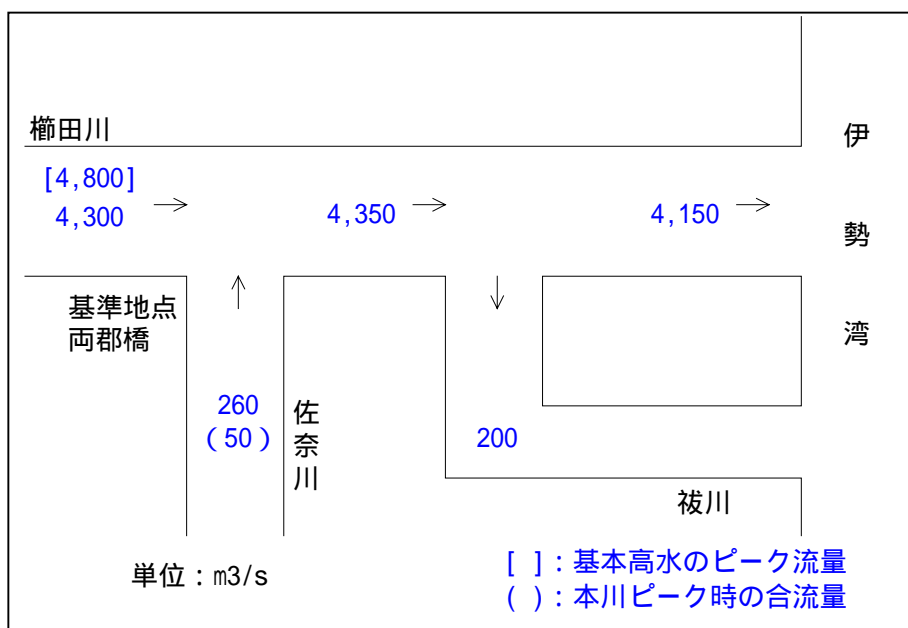 櫛田川
[4,800]
4,300
4,350
4,150
伊勢湾
基準地点
両郡橋
260
(50)
佐奈川
200
祓川
単位：m3/s
[ ]：基本高水のピーク流量
( )：本川ピーク時の合流量